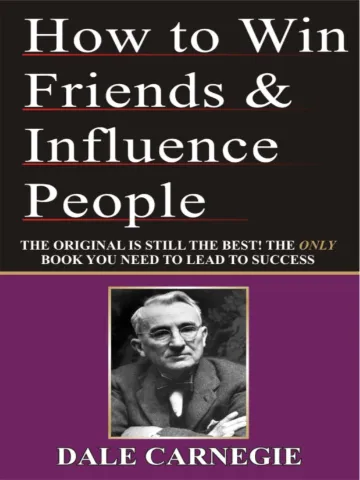 How to Win
Friends &
Influence
People
THE ORIGINAL IS STILL THE BEST! THE ONLY
BOOK YOU NEED TO LEAD TO SUCCESS
DALE CARNEGIE